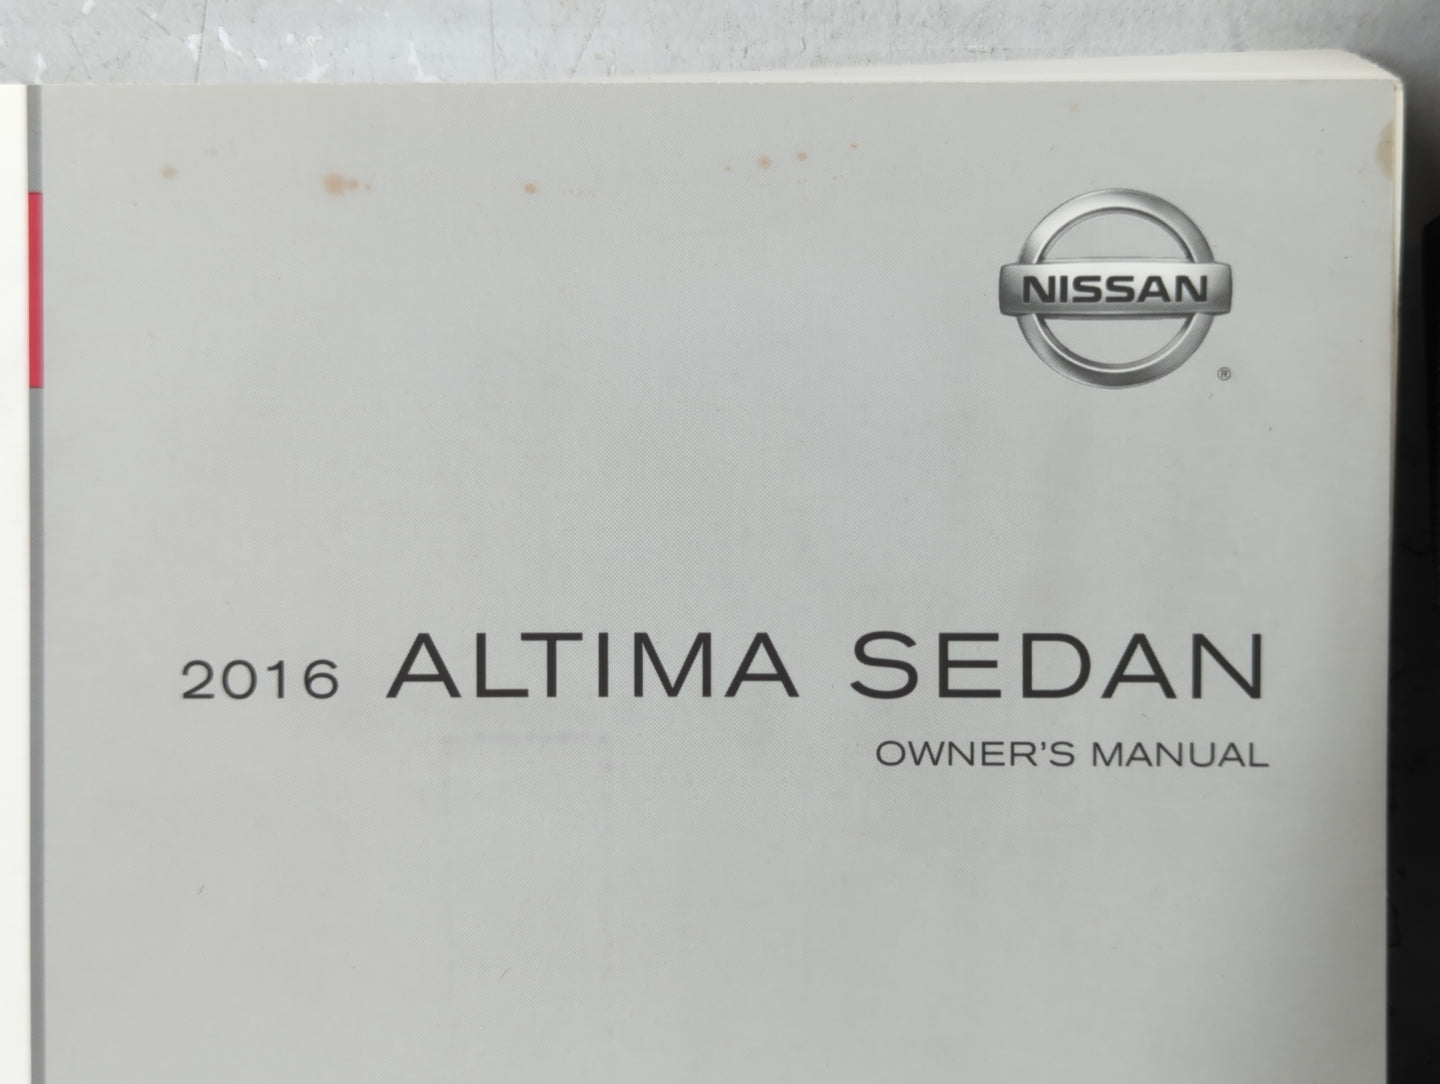 NISSAN
®
2016 ALTIMA SEDAN
OWNER'S MANUAL